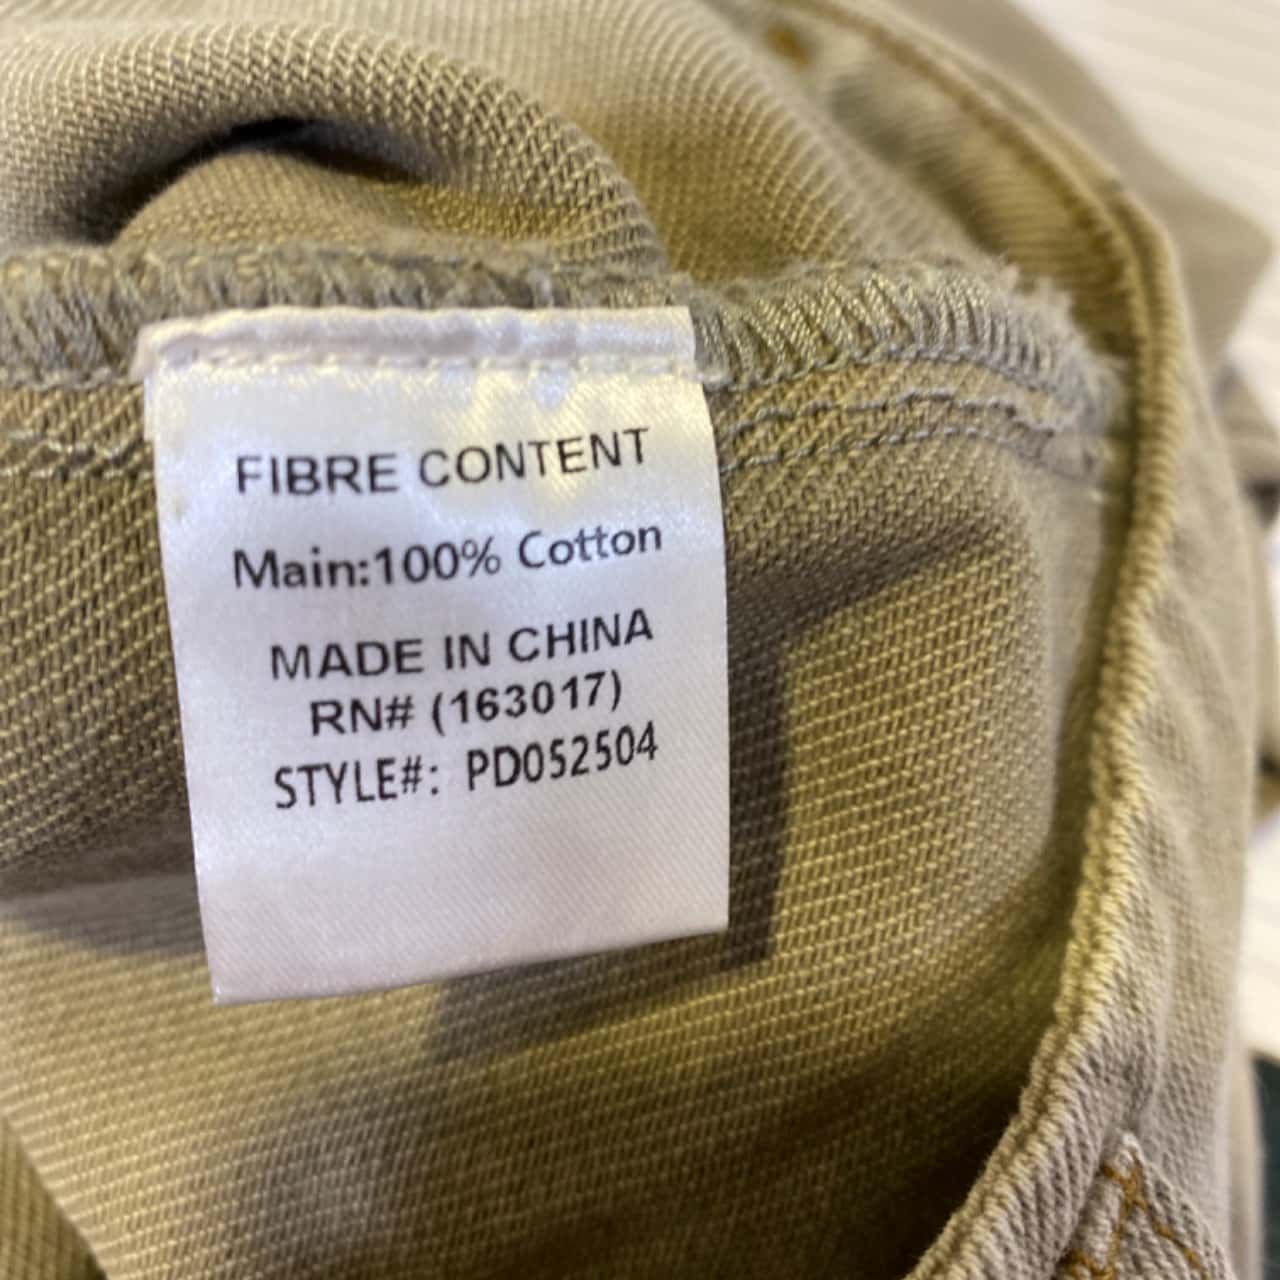 FIBRE CONTENT
Main:100% Cotton
MADE IN CHINA
RN# (163017)
STYLE#: PD052504